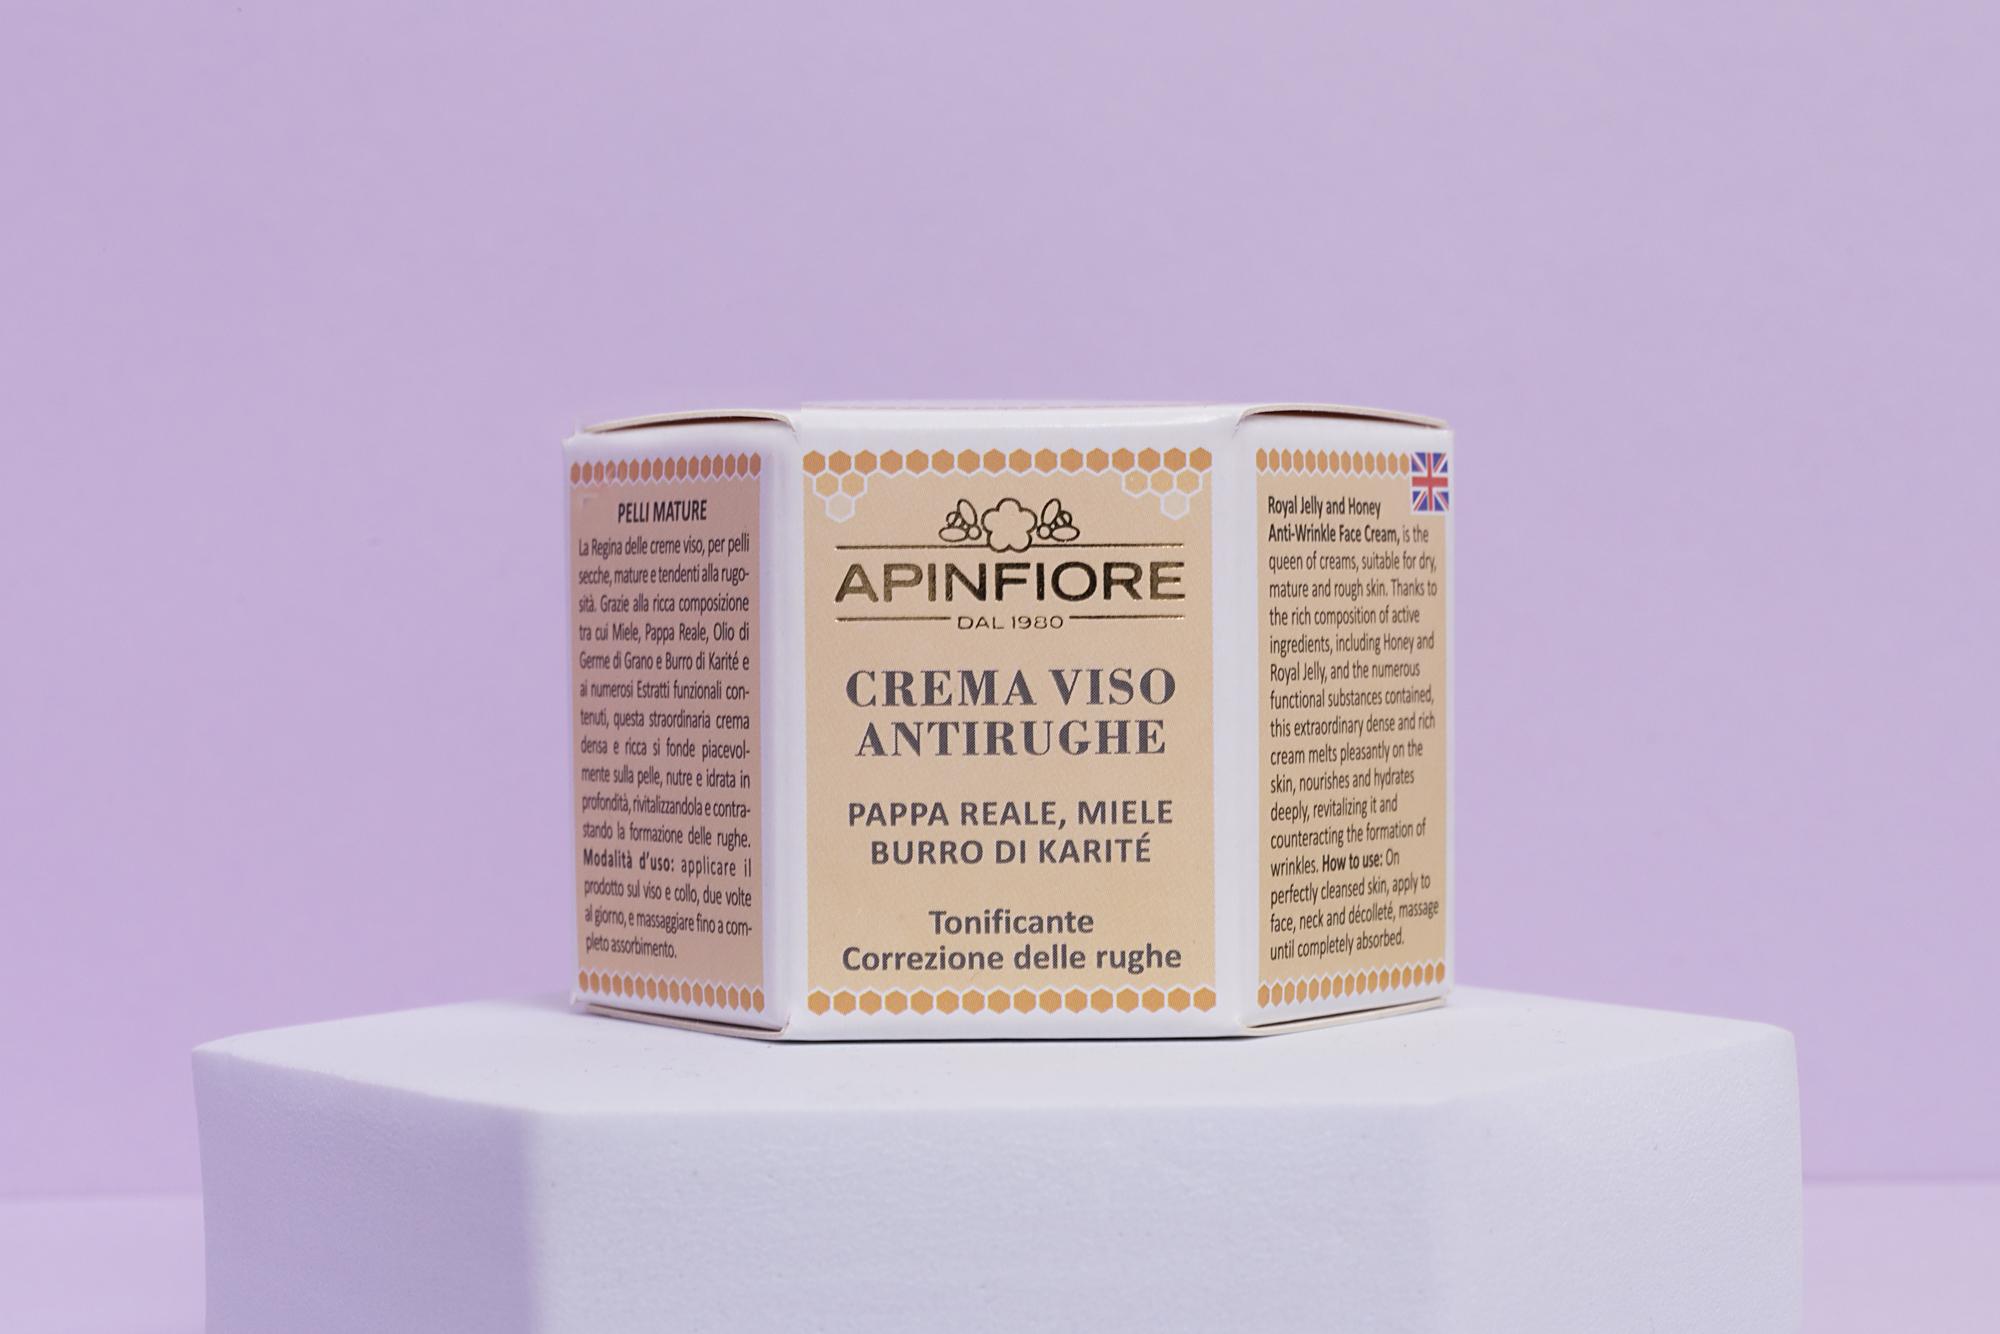 PELLI MATURE
La Regina delle creme viso, per pelli
secche, mature e tendenti alla rugo-
sità. Grazie alla ricca composizione
tra cui Miele, Pappa Reale, Olio di
Germe di Grano e Burro di Karité e
ai numerosi Estratti funzionali con-
tenuti, questa straordinaria crema
densa e ricca si fonde piacevol-
mente sulla pelle, nutre e idrata in
profondità, rivitalizzandola e contra-
stando la formazione delle rughe.
Modalità d'uso: applicare il
prodotto sul viso e collo, due volte
al giorno, e massaggiare fino a com-
pleto assorbimento.
APINFIORE
DAL 1980
CREMA VISO
ANTIRUGHE
PAPPA REALE, MIELE
BURRO DI KARITÉ
Tonificante
Correzione delle rughe
Royal Jelly and Honey
Anti-Wrinkle Face Cream, is the
queen of creams, suitable for dry,
mature and rough skin. Thanks to
the rich composition of active
ingredients, including Honey and
Royal Jelly, and the numerous
functional substances contained,
this extraordinary dense and rich
cream melts pleasantly on the
skin, nourishes and hydrates
deeply, revitalizing it and
counteracting the formation of
wrinkles. How to use: On
perfectly cleansed skin, apply to
face, neck and décolleté, massage
until completely absorbed.